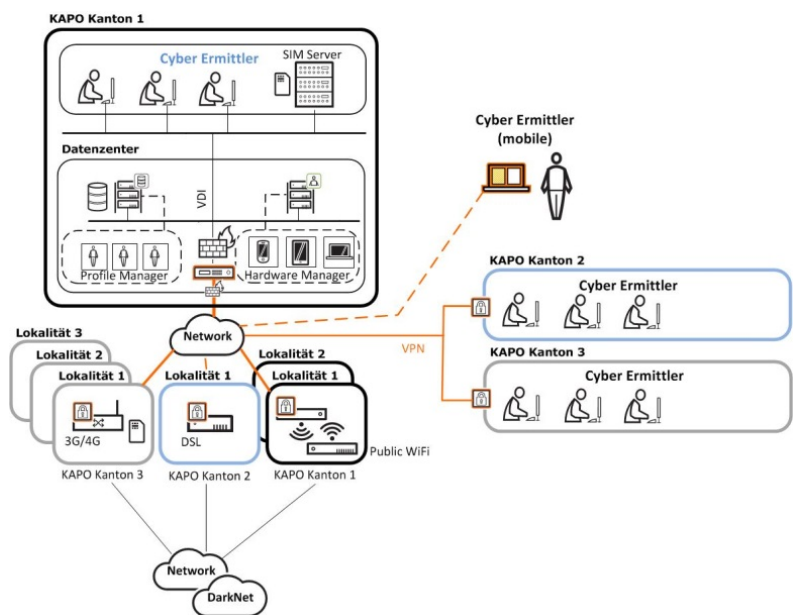 KAPO Kanton 1
Cyber Ermittler
SIM Server
Datenzenter
VDI
Profile Manager
Hardware Manager
Cyber Ermittler
(mobile)
KAPO Kanton 2
Cyber Ermittler
VPN
KAPO Kanton 3
Cyber Ermittler
Network
Lokalität 3
Lokalität 2
Lokalität 1
3G/4G
KAPO Kanton 3
Lokalität 1
DSL
KAPO Kanton 2
Lokalität 2
Lokalität 1
Public WiFi
KAPO Kanton 1
Network
DarkNet